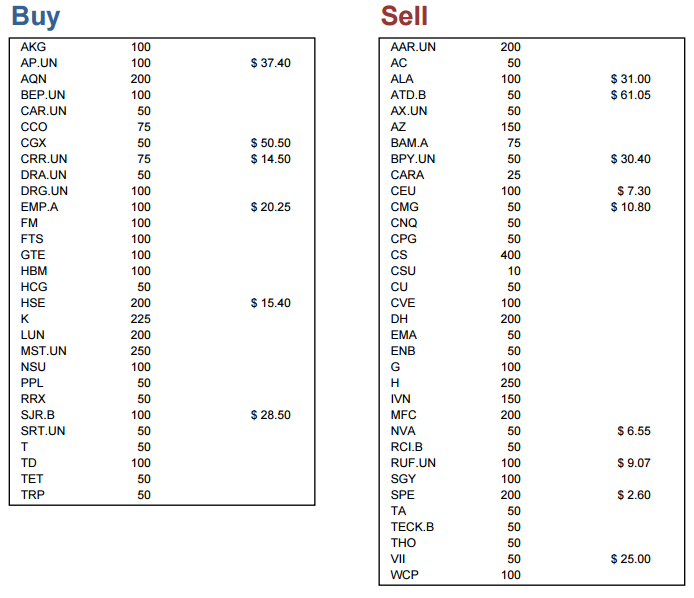 Buy
AKG 100
AP.UN 100 $ 37.40
AQN 200
BEP.UN 100
CAR.UN 50
CCO 75
CGX 50 $ 50.50
CRR.UN 75 $ 14.50
DRA.UN 50
DRG.UN 100
EMP.A 100 $ 20.25
FM 100
FTS 100
GTE 100
HBM 100
HCG 50
HSE 200 $ 15.40
K 225
LUN 200
MST.UN 250
NSU 100
PPL 50
RRX 50
SJR.B 100 $ 28.50
SRT.UN 50
T 50
TD 100
TET 50
TRP 50
Sell
AAR.UN 200
AC 50
ALA 100 $ 31.00
ATD.B 50 $ 61.05
AX.UN 50
AZ 150
BAM.A 75
BPY.UN 50 $ 30.40
CARA 25
CEU 100 $ 7.30
CMG 50 $ 10.80
CNQ 50
CPG 50
CS 400
CSU 10
CU 50
CVE 100
DH 200
EMA 50
ENB 50
G 100
H 250
IVN 150
MFC 200
NVA 50 $ 6.55
RCI.B 50
RUF.UN 100 $ 9.07
SGY 100
SPE 200 $ 2.60
TA 50
TECK.B 50
THO 50
VII 50 $ 25.00
WCP 100